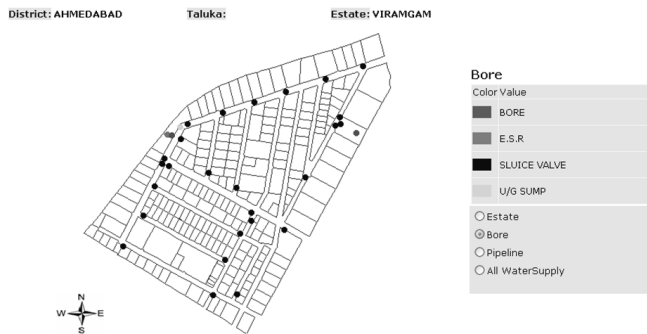 District: AHMEDABAD Taluka: Estate: VIRAMGAM
Bore
Color Value
BORE
E.S.R
SLUICE VALVE
U/G SUMP
Estate
Bore
Pipeline
All WaterSupply
N
W E
S